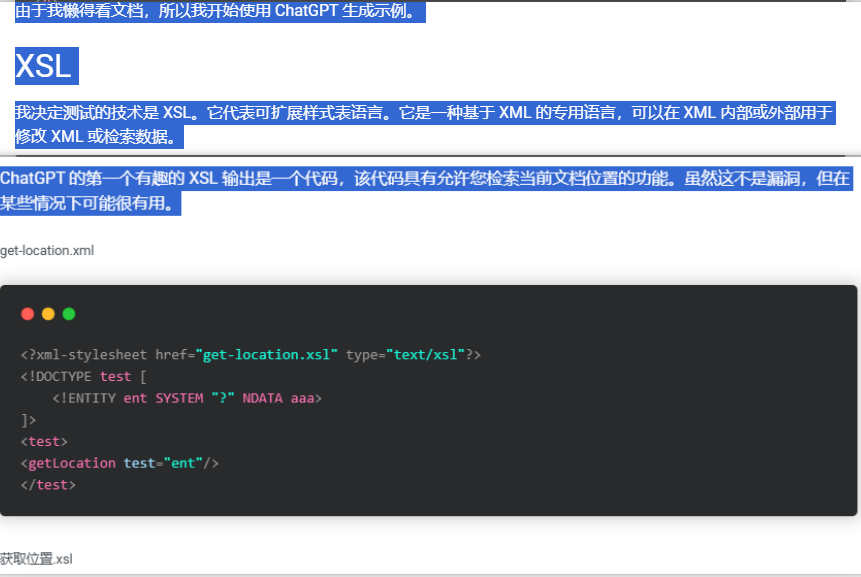 由于我懒得看文档，所以我开始使用 ChatGPT 生成示例。
XSL
我决定测试的技术是 XSL。它代表可扩展样式表语言。它是一种基于 XML 的专用语言，可以在 XML 内部或外部用于
修改 XML 或检索数据。
ChatGPT 的第一个有趣的 XSL 输出是一个代码，该代码具有允许您检索当前文档位置的功能。虽然这不是漏洞，但在
某些情况下可能很有用。
get-location.xml
<?xml-stylesheet href="get-location.xsl" type="text/xsl"?>
<!DOCTYPE test [
    <!ENTITY ent SYSTEM "?" NDATA aaa>
]>
<test>
<getLocation test="ent"/>
</test>
获取位置.xsl